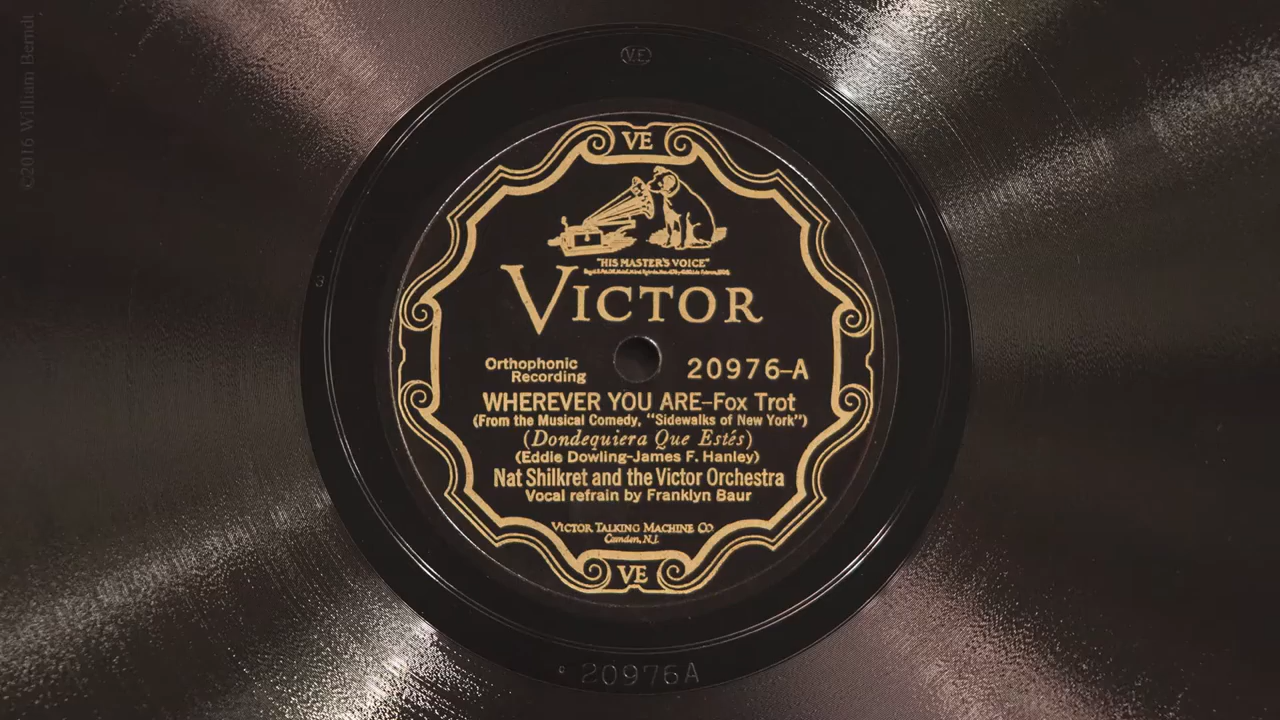 ©2016 William Berndt
VE
VE
"HIS MASTER'S VOICE"
VICTOR
Orthophonic
Recording
20976-A
WHEREVER YOU ARE-Fox Trot
(From the Musical Comedy, "Sidewalks of New York")
(Dondequiera Que Estés)
(Eddie Dowling-James F. Hanley)
Nat Shilkret and the Victor Orchestra
Vocal refrain by Franklyn Baur
VICTOR TALKING MACHINE CO.
Camden, N.J.
VE
20976A